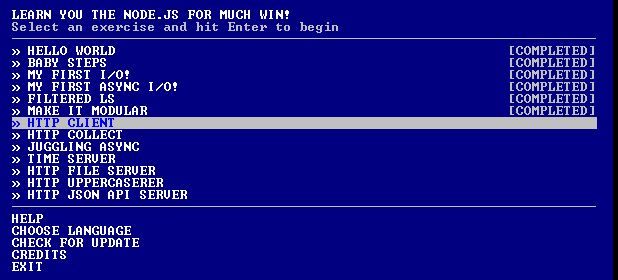 LEARN YOU THE NODE.JS FOR MUCH WIN!
Select an exercise and hit Enter to begin
» HELLO WORLD [COMPLETED]
» BABY STEPS [COMPLETED]
» MY FIRST I/O! [COMPLETED]
» MY FIRST ASYNC I/O! [COMPLETED]
» FILTERED LS [COMPLETED]
» MAKE IT MODULAR [COMPLETED]
» HTTP CLIENT
» HTTP COLLECT
» JUGGLING ASYNC
» TIME SERVER
» HTTP FILE SERVER
» HTTP UPPERCASERER
» HTTP JSON API SERVER
HELP
CHOOSE LANGUAGE
CHECK FOR UPDATE
CREDITS
EXIT